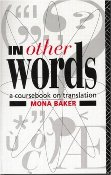 IN other
words
a coursebook on translation
MONA BAKER